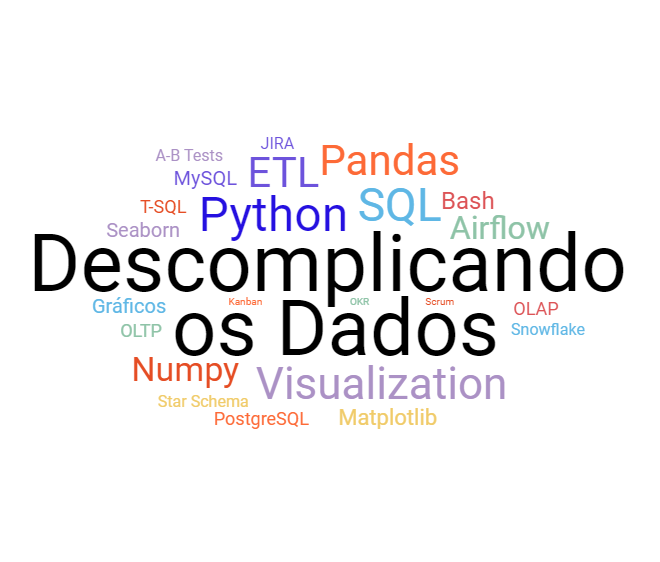 JIRA
A-B Tests
Pandas
MySQL
ETL
T-SQL
Python
SQL
Bash
Seaborn
Airflow
Descomplicando
Gráficos
Kanban
OKR
Scrum
OLAP
OLTP
os Dados
Snowflake
Numpy
Visualization
Star Schema
PostgreSQL
Matplotlib